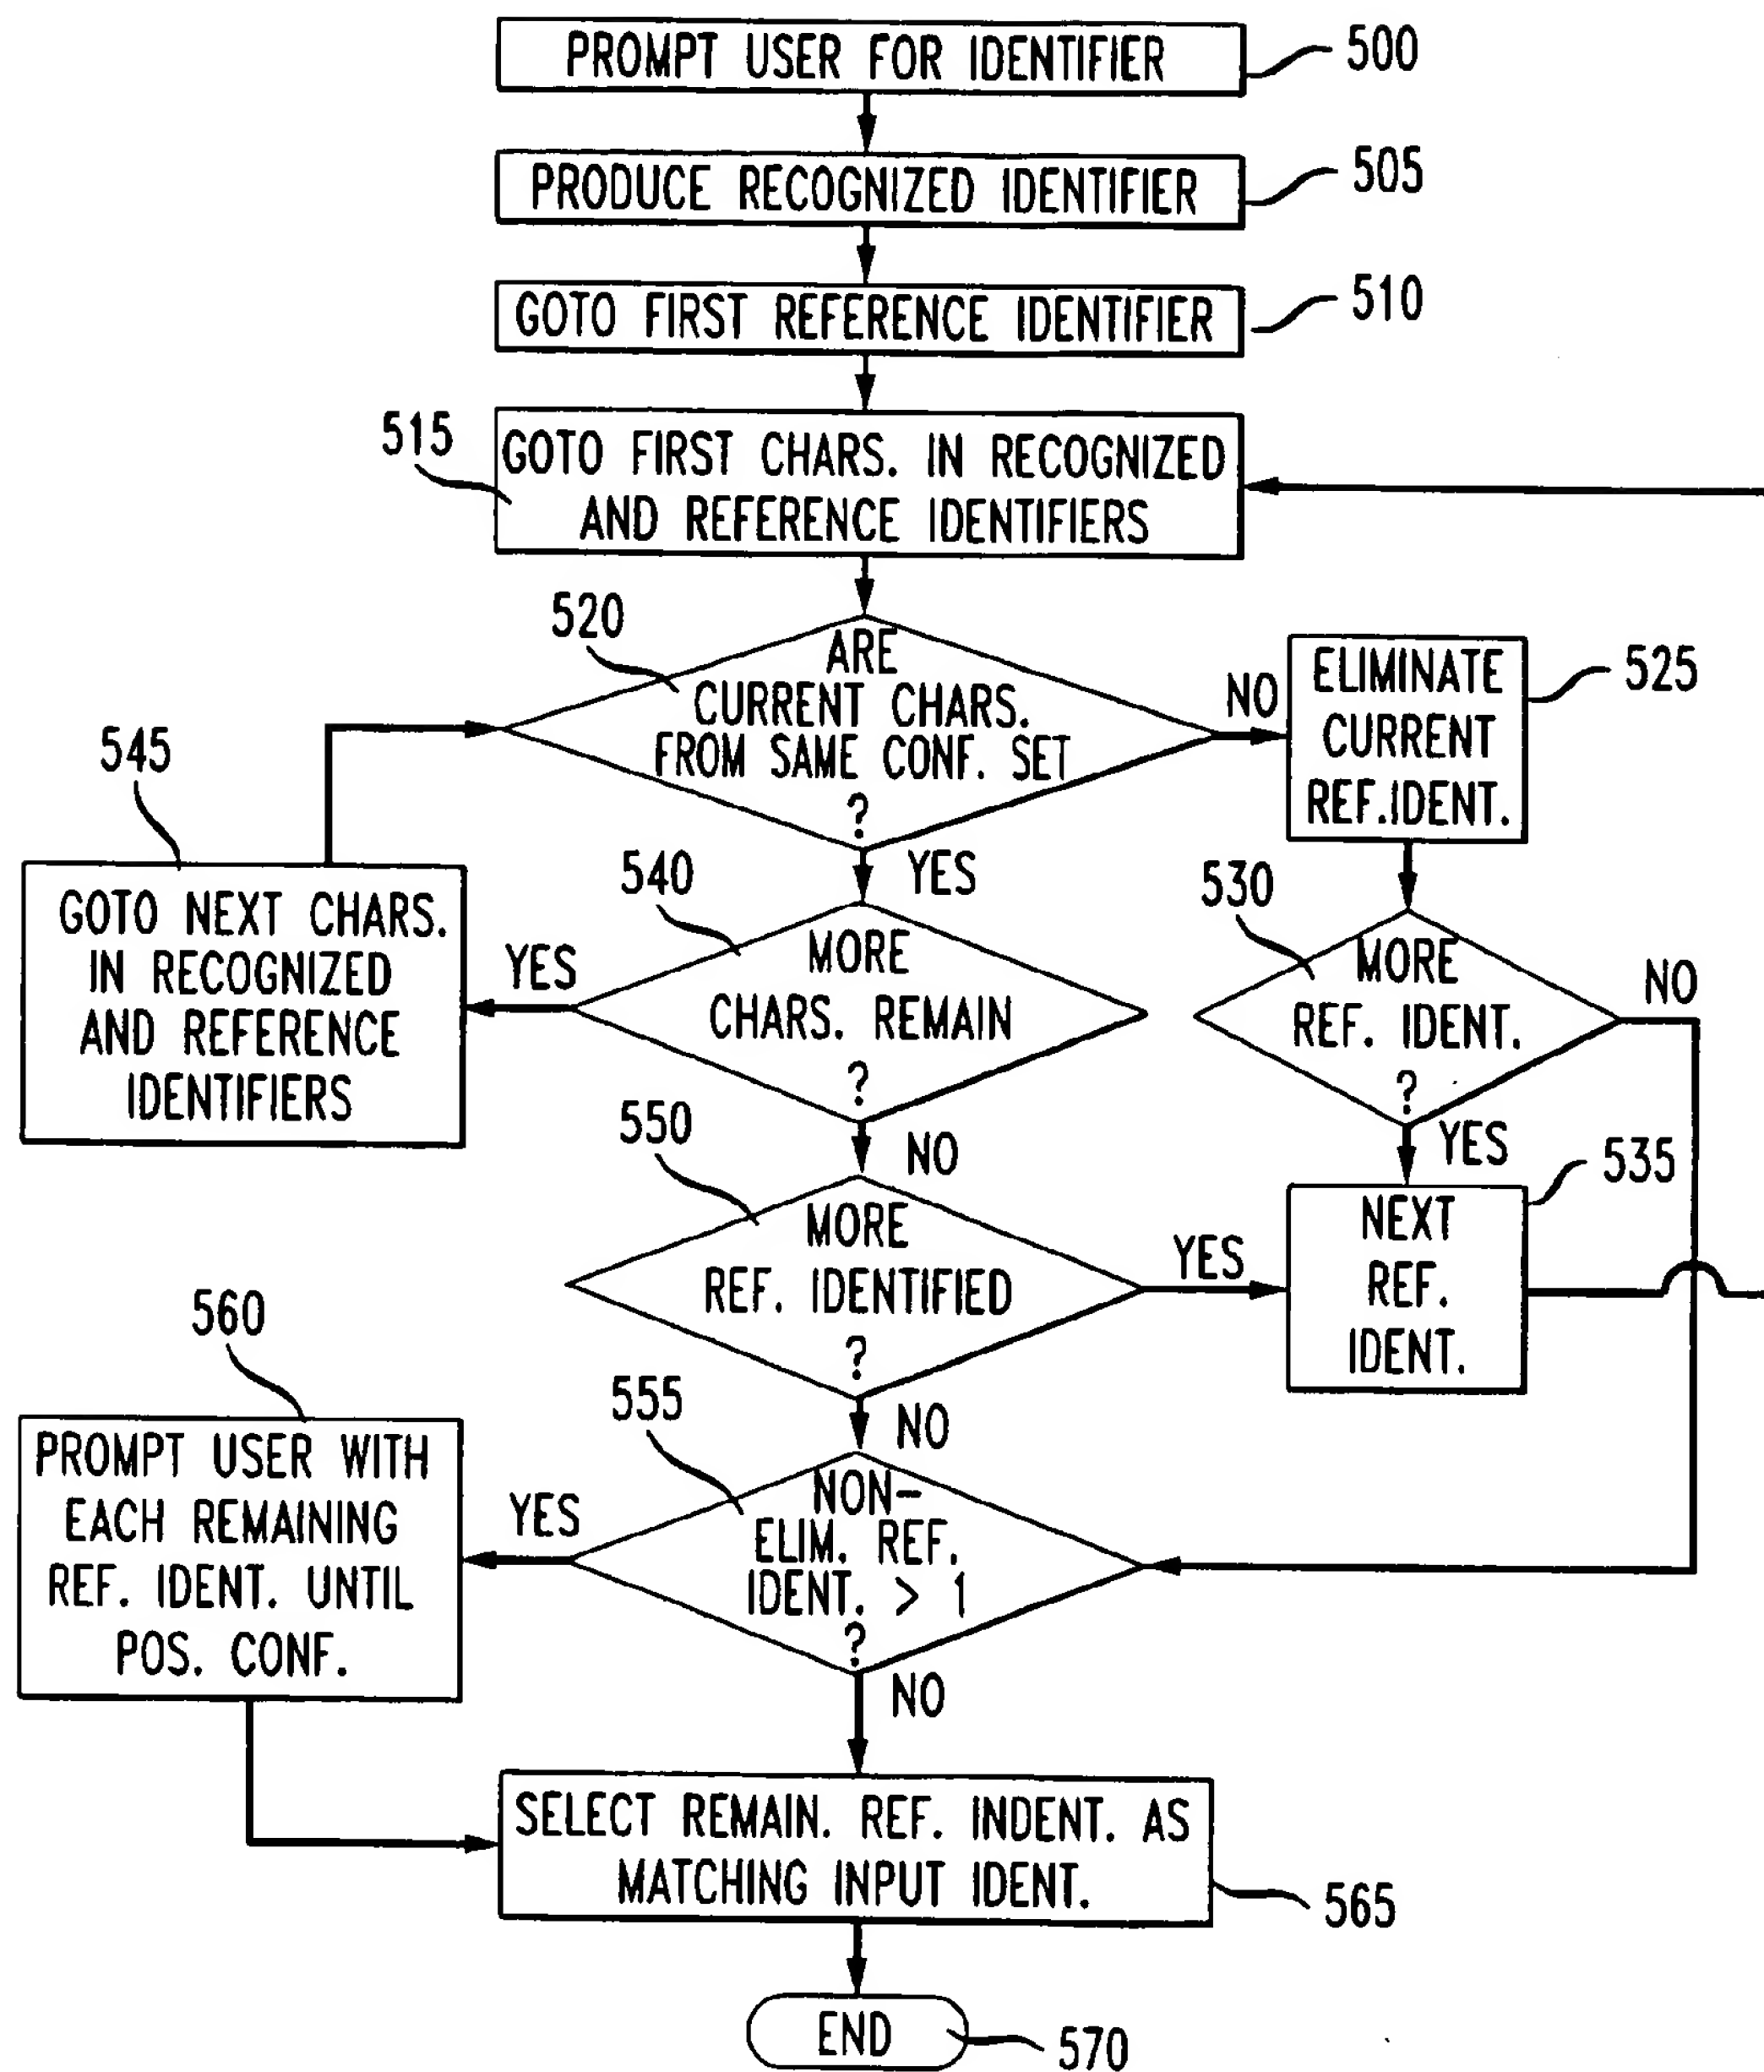 PROMPT USER FOR IDENTIFIER
500
PRODUCE RECOGNIZED IDENTIFIER
505
GOTO FIRST REFERENCE IDENTIFIER
510
515
GOTO FIRST CHARS. IN RECOGNIZED
AND REFERENCE IDENTIFIERS
520
ARE
CURRENT CHARS.
FROM SAME CONF. SET
?
NO
YES
ELIMINATE
CURRENT
REF.IDENT.
525
545
GOTO NEXT CHARS.
IN RECOGNIZED
AND REFERENCE
IDENTIFIERS
540
MORE
CHARS. REMAIN
?
YES
NO
530
MORE
REF. IDENT.
?
NO
YES
550
MORE
REF. IDENTIFIED
?
YES
NO
535
NEXT
REF.
IDENT.
560
PROMPT USER WITH
EACH REMAINING
REF. IDENT. UNTIL
POS. CONF.
555
NON-
ELIM. REF.
IDENT. > 1
?
YES
NO
SELECT REMAIN. REF. INDENT. AS
MATCHING INPUT IDENT.
565
END
570